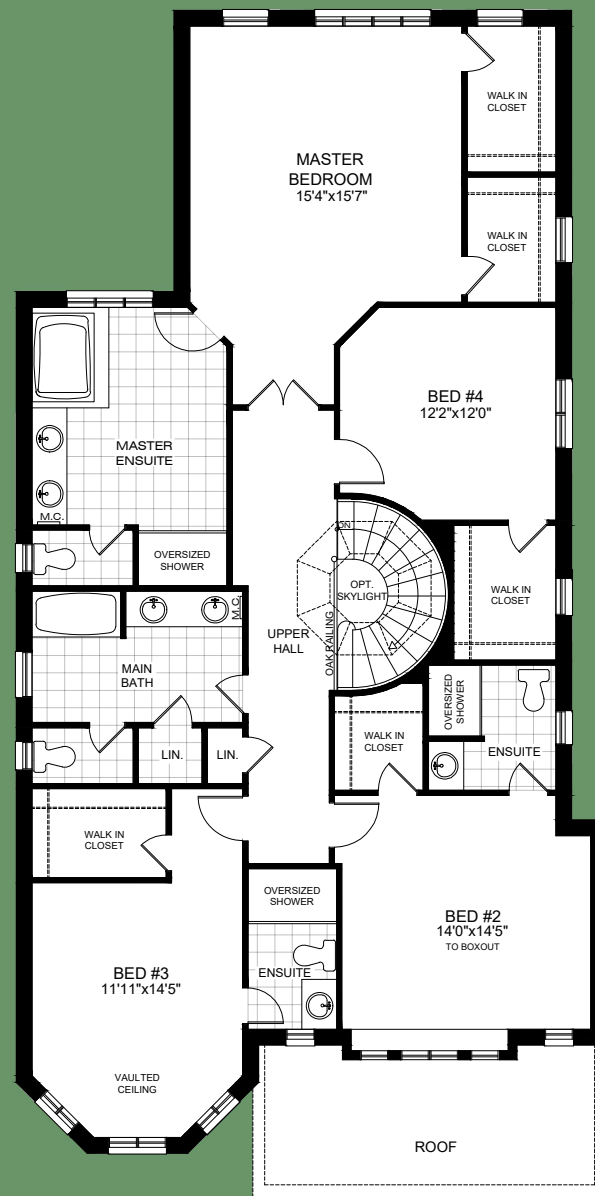 WALK IN
CLOSET
MASTER
BEDROOM
15'4"x15'7"
WALK IN
CLOSET
BED #4
12'2"x12'0"
MASTER
ENSUITE
M.C.
DN
OVERSIZED
SHOWER
OPT.
SKYLIGHT
WALK IN
CLOSET
M.C.
UPPER
HALL
OAK RAILING
MAIN
BATH
OVERSIZED
SHOWER
WALK IN
CLOSET
ENSUITE
LIN.
LIN.
WALK IN
CLOSET
OVERSIZED
SHOWER
BED #2
14'0"x14'5"
TO BOXOUT
BED #3
11'11"x14'5"
ENSUITE
VAULTED
CEILING
ROOF